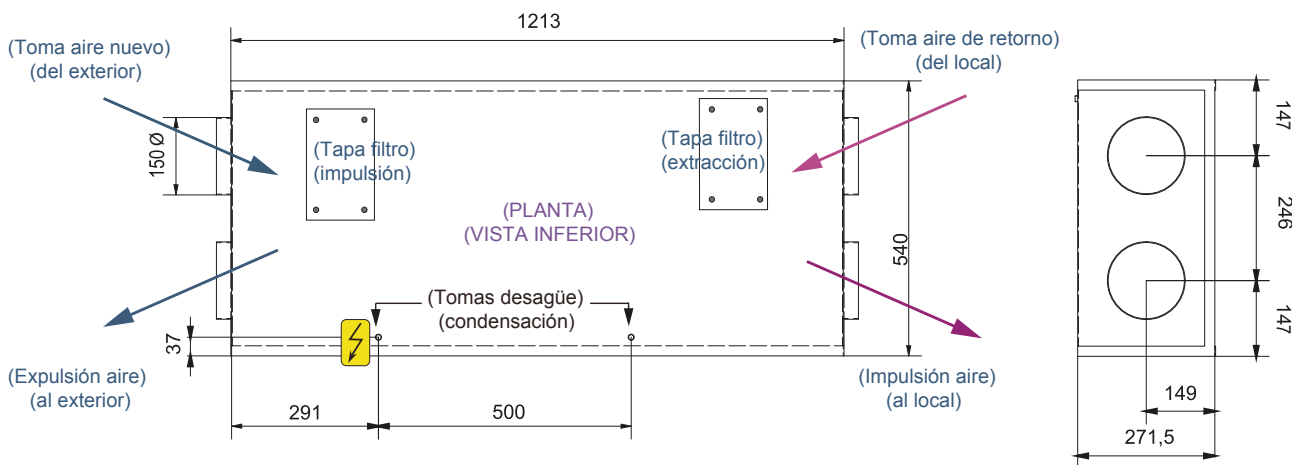 1213
(Toma aire nuevo)
(del exterior)
(Toma aire de retorno)
(del local)
150 Ø
(Tapa filtro)
(impulsión)
(Tapa filtro)
(extracción)
(PLANTA)
(VISTA INFERIOR)
540
(Tomas desagüe)
(condensación)
37
(Expulsión aire)
(al exterior)
(Impulsión aire)
(al local)
291
500
147
246
147
149
271,5